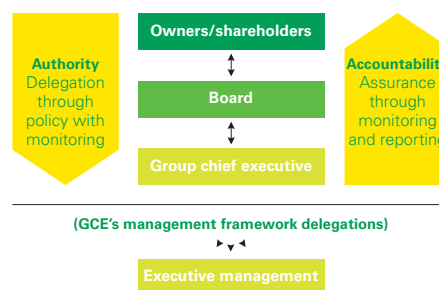 Owners/shareholders
Authority
Delegation
through
policy with
monitoring
Board
Accountabilit
Assurance
through
monitoring
and reporting
Group chief executive
(GCE's management framework delegations)
Executive management